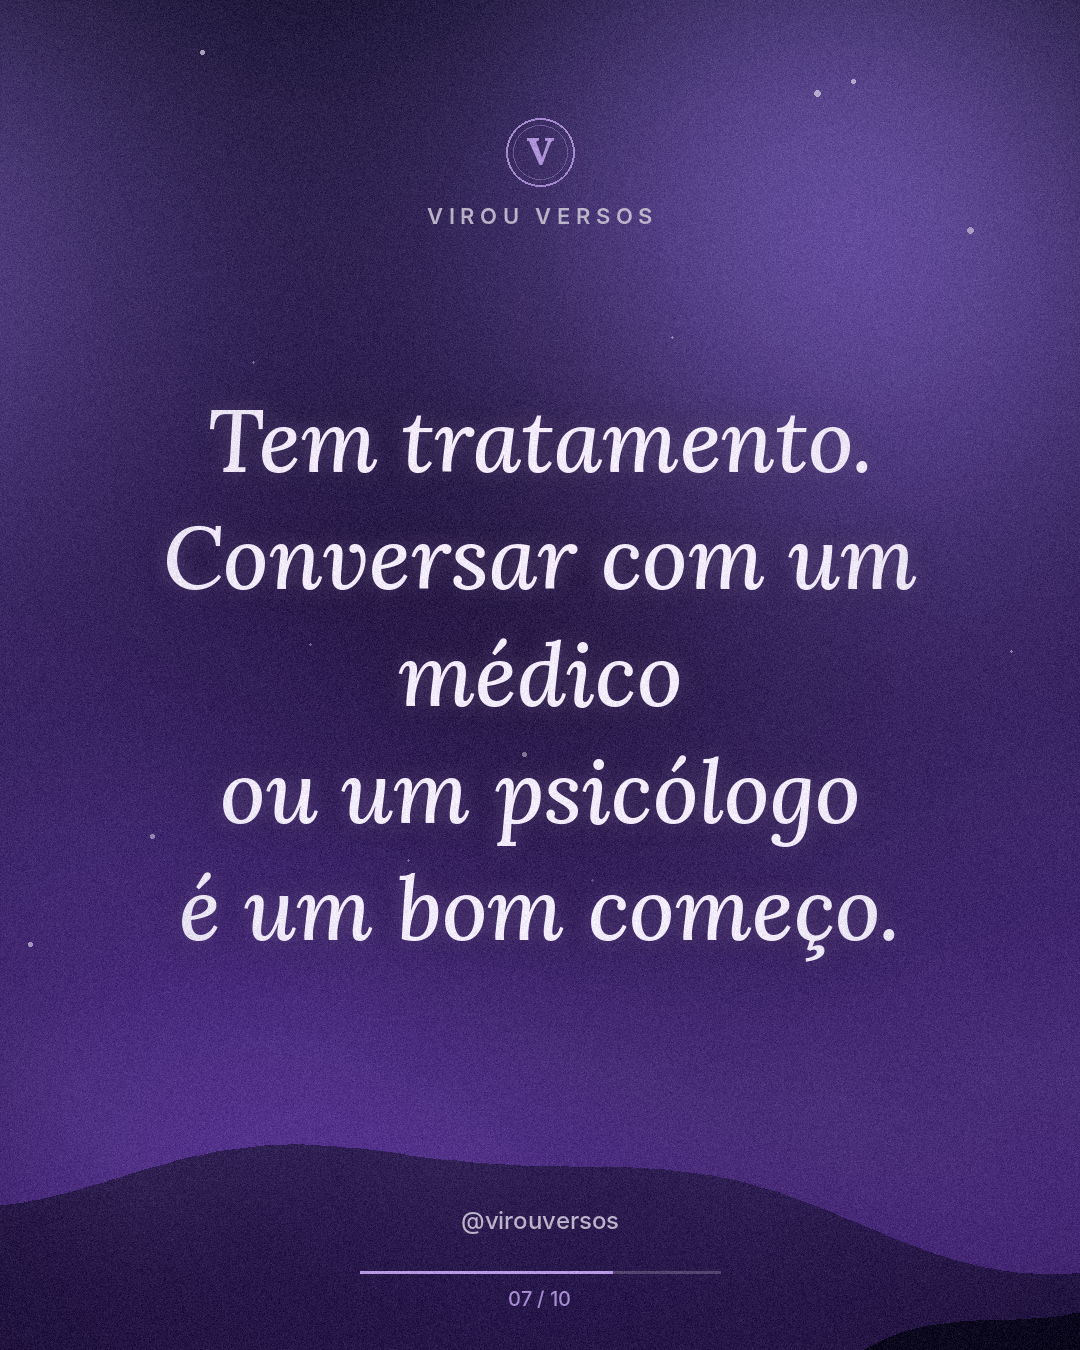 V
VIROU VERSOS
Tem tratamento.
Conversar com um
médico
ou um psicólogo
é um bom começo.
@virouversos
07 / 10